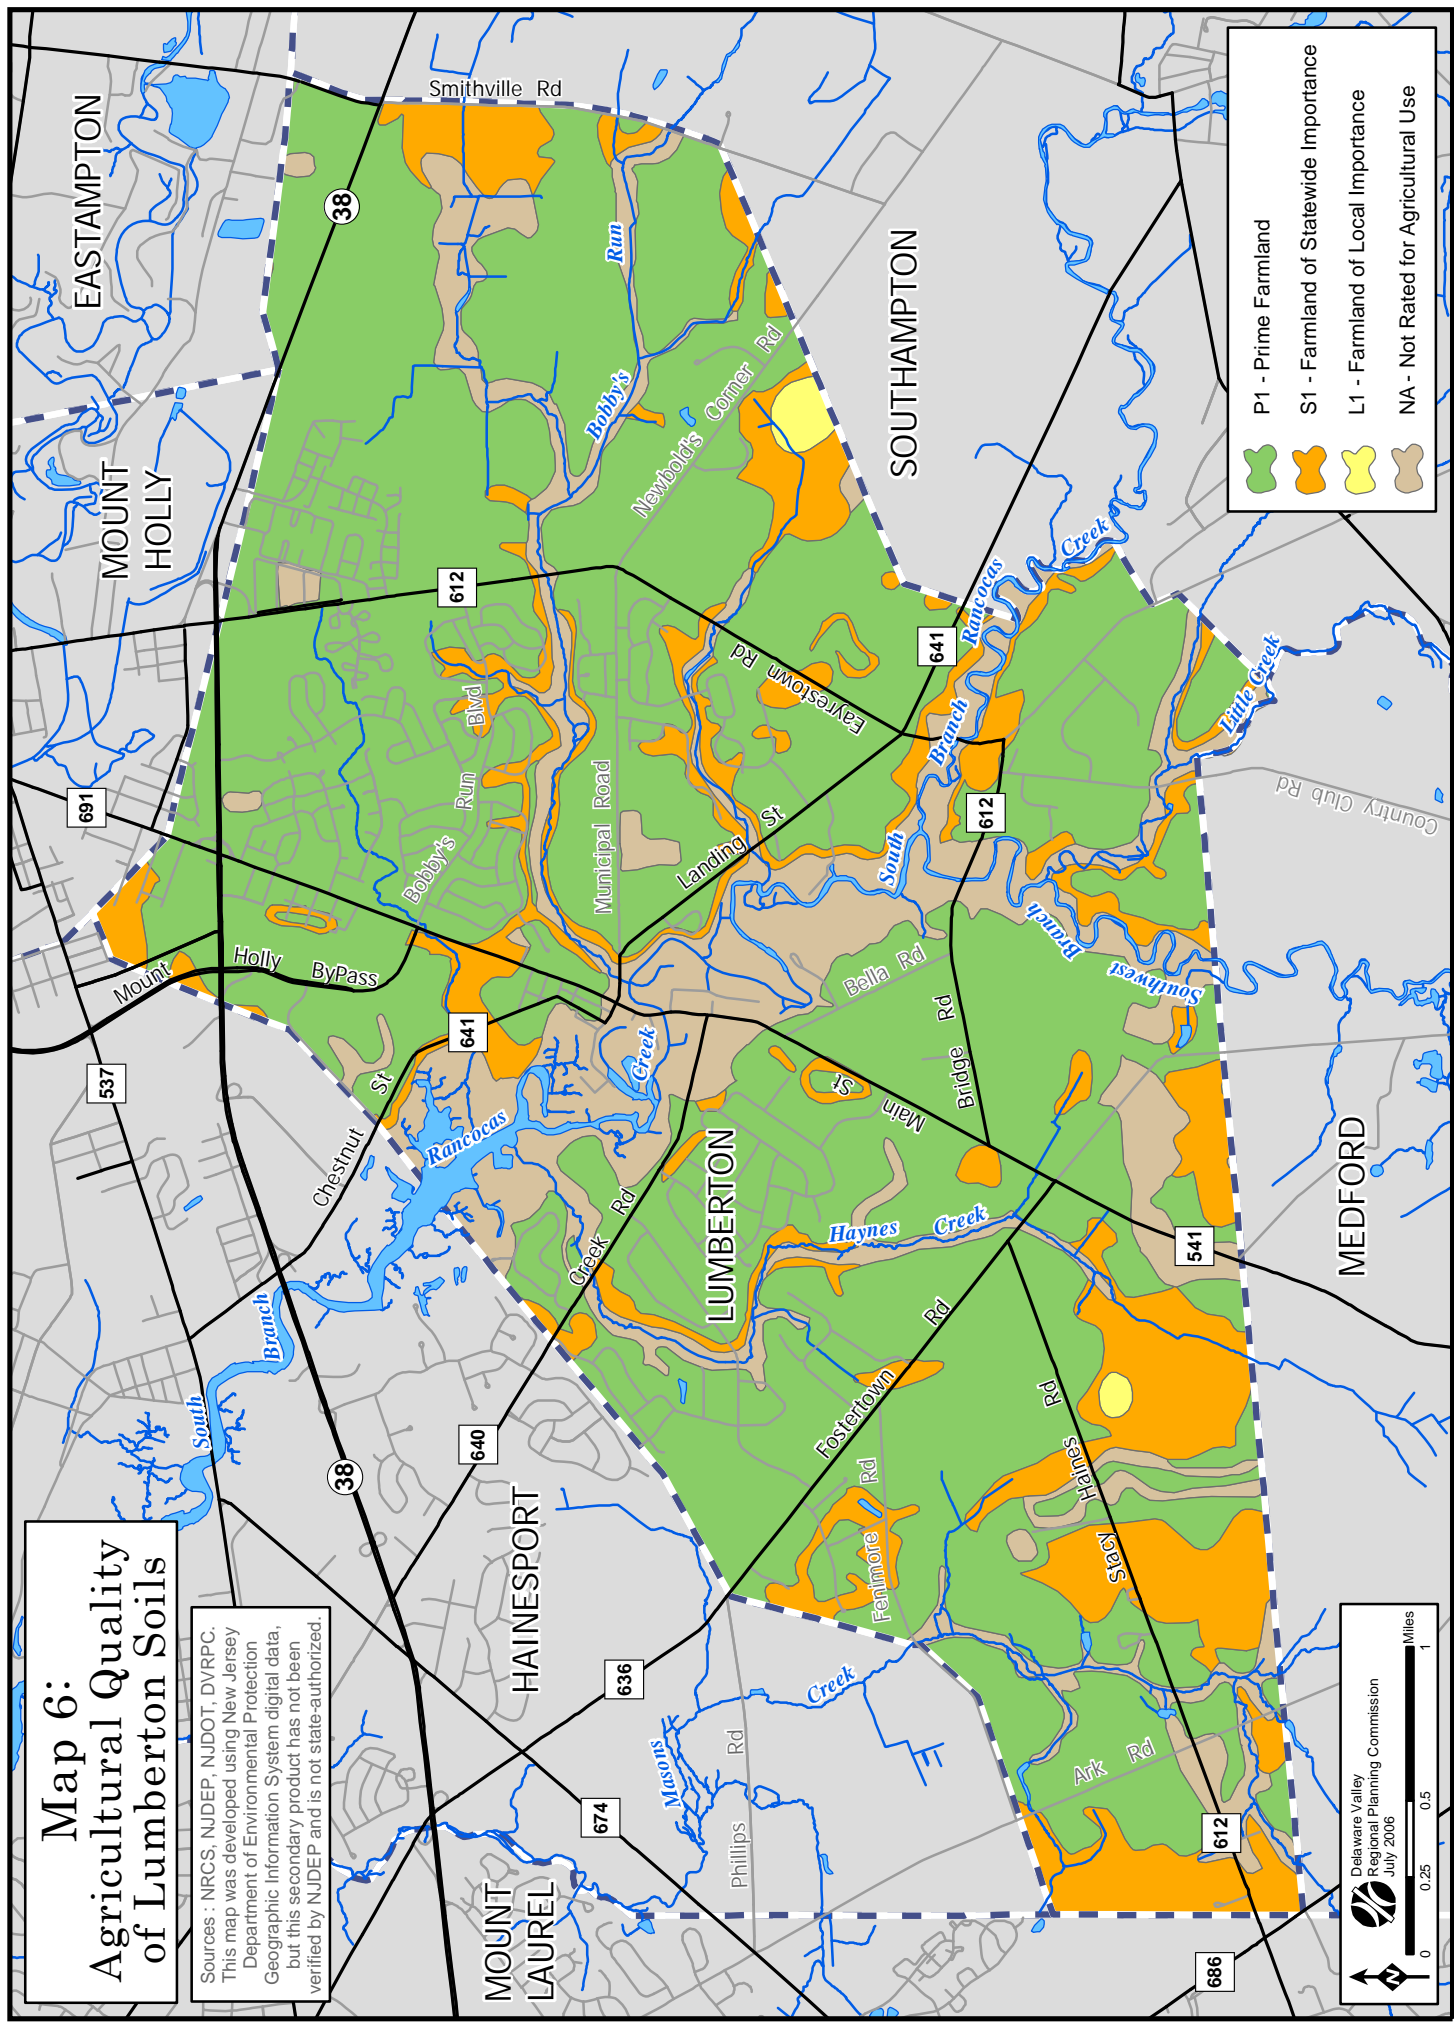 Map 6:
Agricultural Quality
of Lumberton Soils
Sources : NRCS, NJDEP, NJDOT, DVRPC.
This map was developed using New Jersey
Department of Environmental Protection
Geographic Information System digital data,
but this secondary product has not been
verified by NJDEP and is not state-authorized.
EASTAMPTON
MOUNT
HOLLY
SOUTHAMPTON
MEDFORD
LUMBERTON
HAINESPORT
MOUNT
LAUREL
Smithville Rd
38
Bobby's Run
Newbold's Corner Rd
612
Eayrestown Rd
641
South Branch Rancocas Creek
Little Creek
Country Club Rd
612
691
Bobby's Run Blvd
Municipal Road
Landing St
Mount Holly ByPass
537
641
Chestnut St
South Branch Rancocas Creek
Southwest Branch
Bella Rd
Bridge Rd
Main St
Creek Rd
Haynes Creek
541
38
640
Fostertown Rd
Fenimore Rd
Stacy Haines Rd
636
674
Masons Creek
Phillips Rd
Ark Rd
612
686
P1 - Prime Farmland
S1 - Farmland of Statewide Importance
L1 - Farmland of Local Importance
NA - Not Rated for Agricultural Use
Delaware Valley
Regional Planning Commission
July 2006
N
0 0.25 0.5 1
Miles